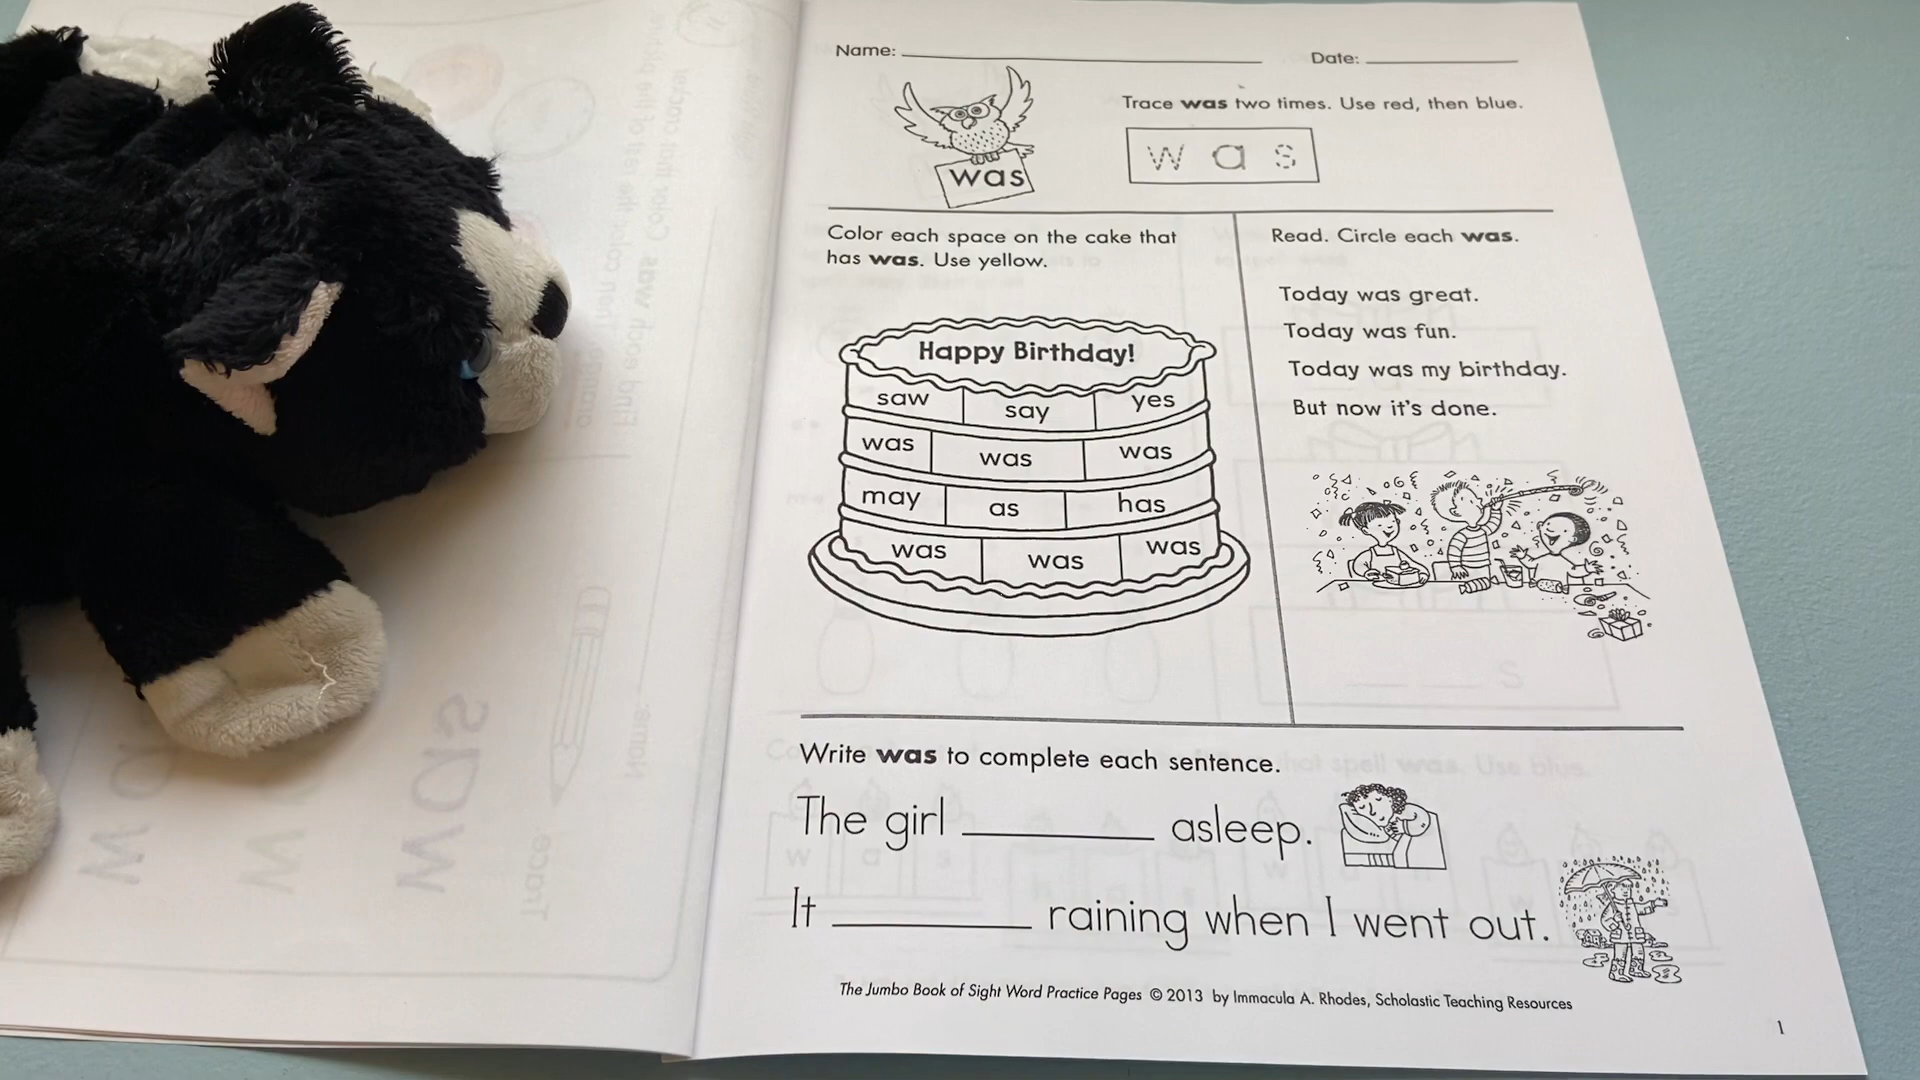 Name: Date:
Trace was two times. Use red, then blue.
was
was
Color each space on the cake that
has was. Use yellow.
Happy Birthday!
saw say yes
was was was
may as has
was was was
Read. Circle each was.
Today was great.
Today was fun.
Today was my birthday.
But now it's done.
Write was to complete each sentence.
The girl asleep.
It raining when I went out.
The Jumbo Book of Sight Word Practice Pages © 2013 by Immacula A. Rhodes, Scholastic Teaching Resources
1